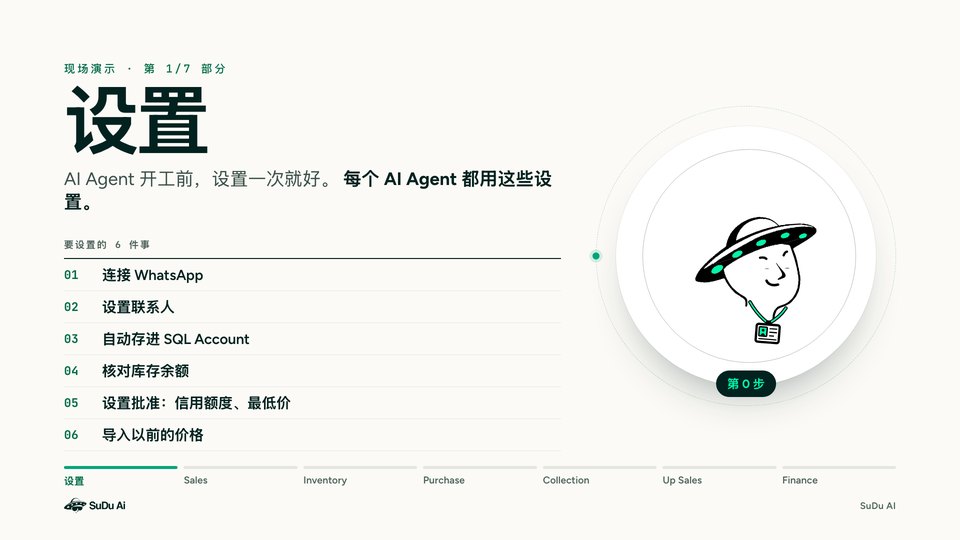 现场演示 · 第 1/7 部分
设置
AI Agent 开工前，设置一次就好。 每个 AI Agent 都用这些设
置。
要设置的 6 件事
01 连接 WhatsApp
02 设置联系人
03 自动存进 SQL Account
04 核对库存余额
05 设置批准：信用额度、最低价
06 导入以前的价格
第 0 步
设置 Sales Inventory Purchase Collection Up Sales Finance
SuDu Ai
SuDu AI